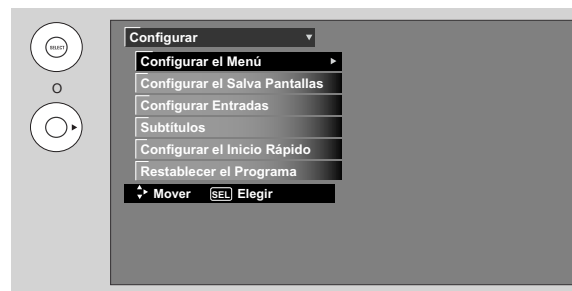 SELECT
O
Configurar ▼
Configurar el Menú ►
Configurar el Salva Pantallas
Configurar Entradas
Subtítulos
Configurar el Inicio Rápido
Restablecer el Programa
Mover SEL Elegir